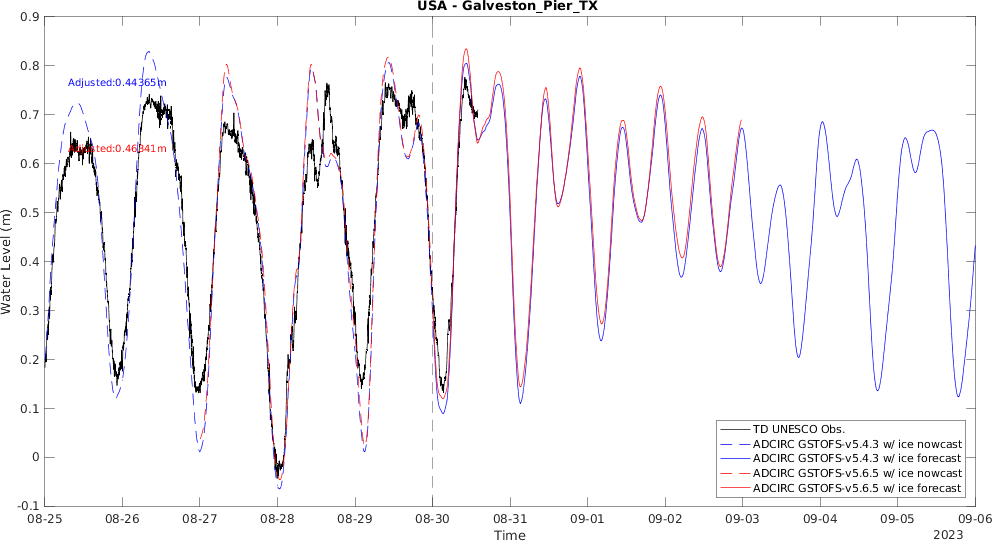 USA - Galveston_Pier_TX
0.9
0.8
0.7
0.6
0.5
0.4
0.3
0.2
0.1
0
-0.1
Water Level (m)
Adjusted:0.44365m
Adjusted:0.46341m
TD UNESCO Obs.
ADCIRC GSTOFS-v5.4.3 w/ ice nowcast
ADCIRC GSTOFS-v5.4.3 w/ ice forecast
ADCIRC GSTOFS-v5.6.5 w/ ice nowcast
ADCIRC GSTOFS-v5.6.5 w/ ice forecast
08-25 08-26 08-27 08-28 08-29 08-30 08-31 09-01 09-02 09-03 09-04 09-05 09-06
Time
2023